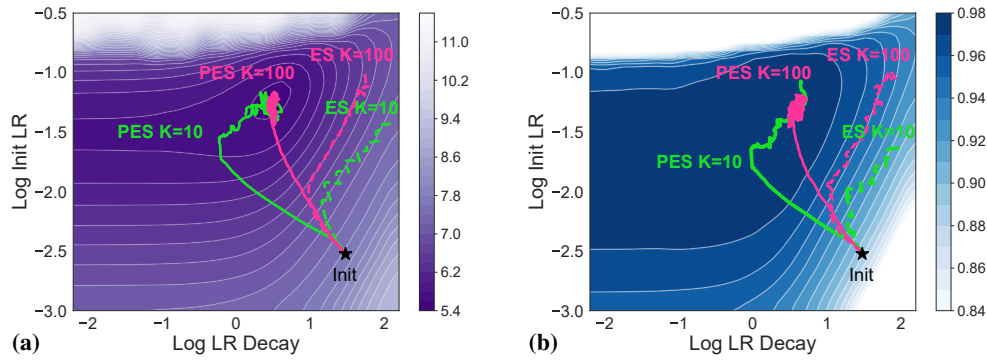 −0.5
−1.0
−1.5
−2.0
−2.5
−3.0
Log Init LR
ES K=100
PES K=100
ES K=10
PES K=10
Init
−2
−1
0
1
2
Log LR Decay
(a)
11.0
10.2
9.4
8.6
7.8
7.0
6.2
5.4
−0.5
−1.0
−1.5
−2.0
−2.5
−3.0
Log Init LR
ES K=100
PES K=100
ES K=10
PES K=10
Init
−2
−1
0
1
2
Log LR Decay
(b)
0.98
0.96
0.94
0.92
0.90
0.88
0.86
0.84